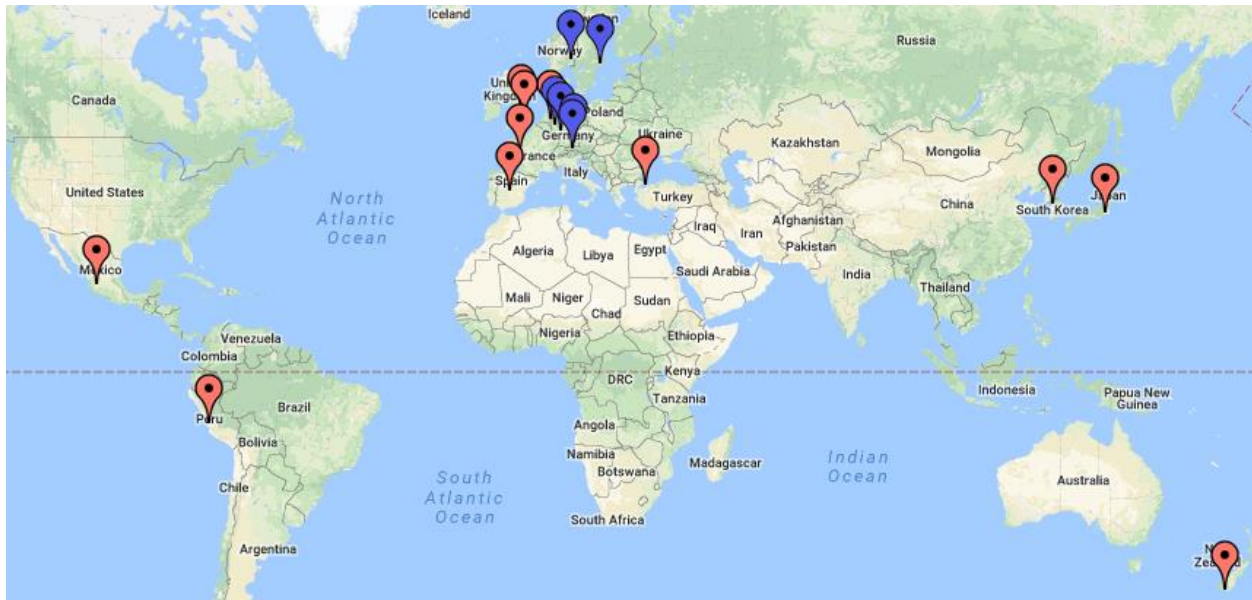 Iceland
Norway
Russia
Canada
Poland
Germany
Ukraine
Kazakhstan
Mongolia
United States
Italy
Spain
Turkey
North
Atlantic
Ocean
China
South Korea
Afghanistan
Iraq
Iran
Pakistan
Algeria
Libya
Egypt
Saudi Arabia
India
Mexico
Thailand
Mali
Niger
Sudan
Chad
Nigeria
Ethiopia
Venezuela
Colombia
DRC
Kenya
Indonesia
Papua New
Guinea
Tanzania
Brazil
Peru
Angola
Bolivia
Namibia
Botswana
Madagascar
Indian
Ocean
Australia
South
Atlantic
Ocean
Chile
South Africa
Argentina